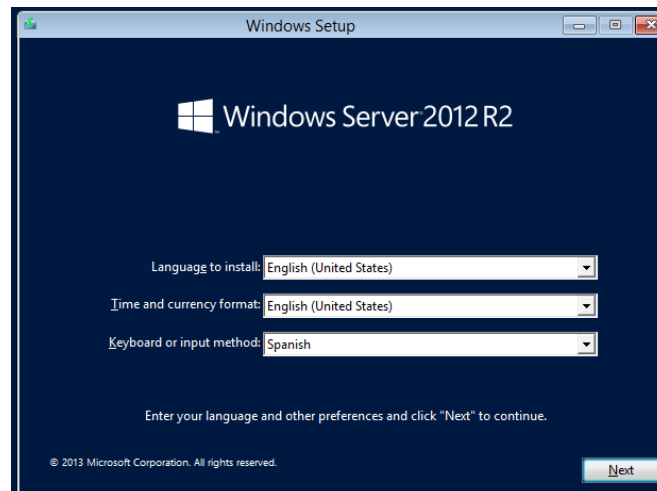 Windows Setup
Windows Server 2012 R2
Language to install: English (United States)
Time and currency format: English (United States)
Keyboard or input method: Spanish
Enter your language and other preferences and click "Next" to continue.
© 2013 Microsoft Corporation. All rights reserved.
Next